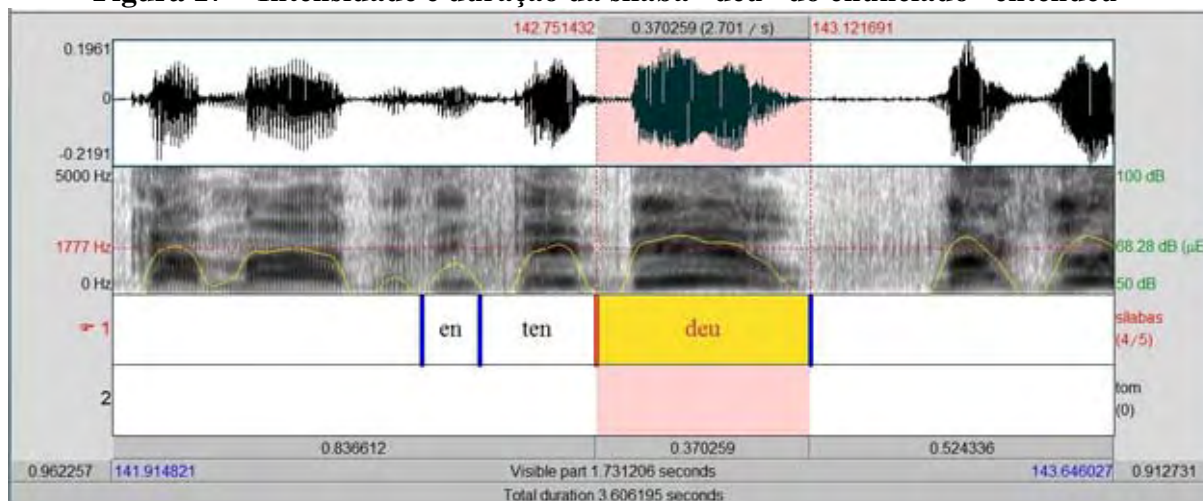 142.751432 0.370259 (2.701 / s) 143.121691
0.1961
0
-0.2191
5000 Hz 100 dB
1777 Hz 68.28 dB (µE
0 Hz 50 dB
1 en ten deu sílabas
(4/5)
2 tom
(0)
0.836612 0.370259 0.524336
0.962257 141.914821 Visible part 1.731206 seconds 143.646027 0.912731
Total duration 3.606195 seconds